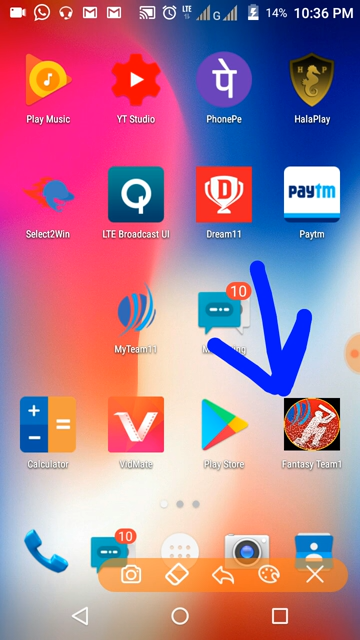 LTE G G 14% 10:36 PM
Play Music YT Studio पे PhonePe H P HalaPlay
Select2Win LTE Broadcast UI D Dream11 Paytm Paytm
MyTeam11 10
Calculator VidMate Play Store Fantasy Team1
10